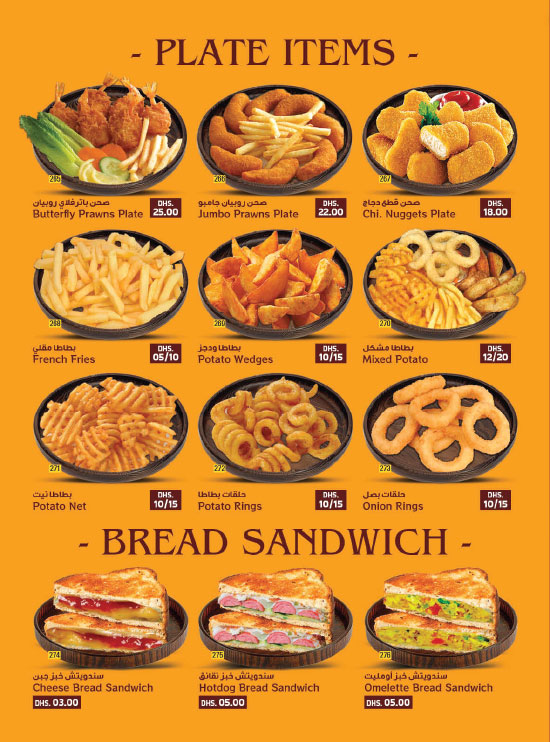 - PLATE ITEMS -
265
صحن باترفلاي روبيان
Butterfly Prawns Plate
DHS.
25.00
266
صحن روبيان جامبو
Jumbo Prawns Plate
DHS.
22.00
267
صحن قطع دجاج
Chi. Nuggets Plate
DHS.
18.00
268
بطاطا مقلي
French Fries
DHS.
05/10
269
بطاطا ودجز
Potato Wedges
DHS.
10/15
270
بطاطا مشكل
Mixed Potato
DHS.
12/20
271
بطاطا نيت
Potato Net
DHS.
10/15
272
حلقات بطاطا
Potato Rings
DHS.
10/15
273
حلقات بصل
Onion Rings
DHS.
10/15
- BREAD SANDWICH -
274
سندويتش خبز جبن
Cheese Bread Sandwich
DHS. 03.00
275
سندويتش خبز نقانق
Hotdog Bread Sandwich
DHS. 05.00
276
سندويتش خبز أومليت
Omelette Bread Sandwich
DHS. 05.00